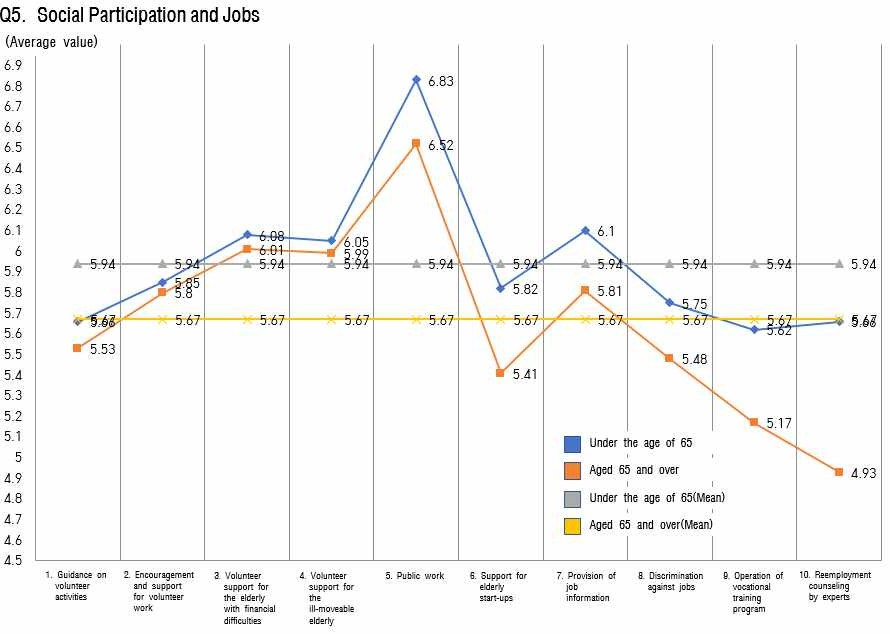 Q5. Social Participation and Jobs
(Average value)
6.9
6.8
6.7
6.6
6.5
6.4
6.3
6.2
6.1
6
5.9
5.8
5.7
5.6
5.5
5.4
5.3
5.2
5.1
5
4.9
4.8
4.7
4.6
4.5
6.83
6.52
6.08
6.01
6.05
5.99
6.1
5.94 5.94 5.94 5.94 5.94 5.94 5.94 5.94 5.94 5.94
5.85
5.8
5.82
5.81
5.75
5.67 5.67 5.67 5.67 5.67 5.67 5.67 5.67 5.67 5.67
5.66
5.62
5.66
5.53
5.41
5.48
5.17
4.93
Under the age of 65
Aged 65 and over
Under the age of 65(Mean)
Aged 65 and over(Mean)
1. Guidance on
volunteer
activities
2. Encouragement
and support
for volunteer
work
3. Volunteer
support for
the elderly
with financial
difficulties
4. Volunteer
support for
the
ill-moveable
elderly
5. Public work
6. Support for
elderly
start-ups
7. Provision of
job
information
8. Discrimination
against jobs
9. Operation of
vocational
training
program
10. Reemployment
counseling
by experts